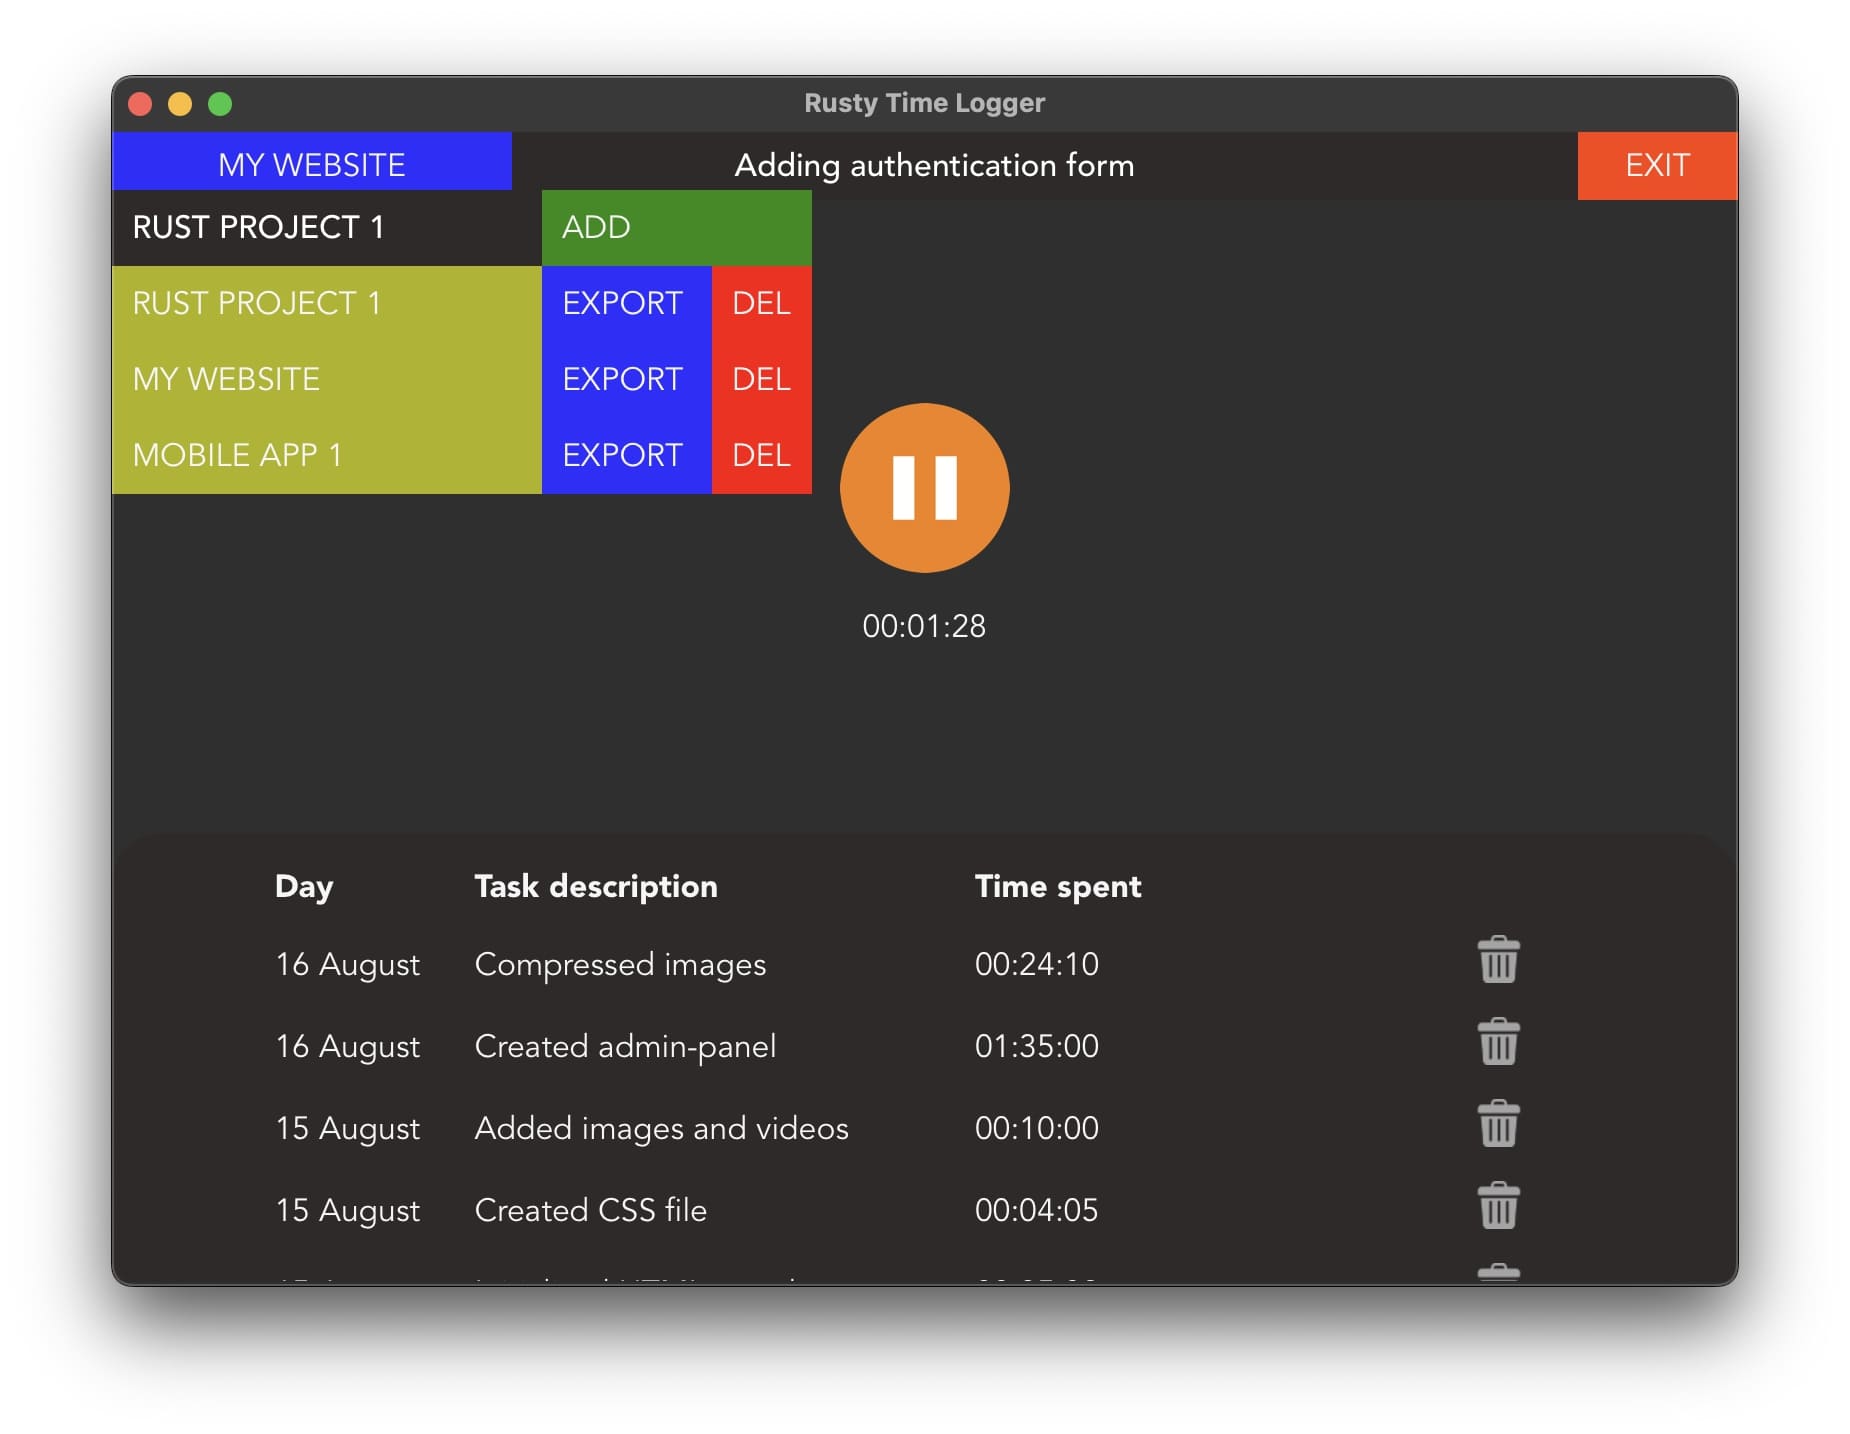 Rusty Time Logger
MY WEBSITE Adding authentication form EXIT
RUST PROJECT 1 ADD
RUST PROJECT 1 EXPORT DEL
MY WEBSITE EXPORT DEL
MOBILE APP 1 EXPORT DEL
00:01:28
Day Task description Time spent
16 August Compressed images 00:24:10
16 August Created admin-panel 01:35:00
15 August Added images and videos 00:10:00
15 August Created CSS file 00:04:05